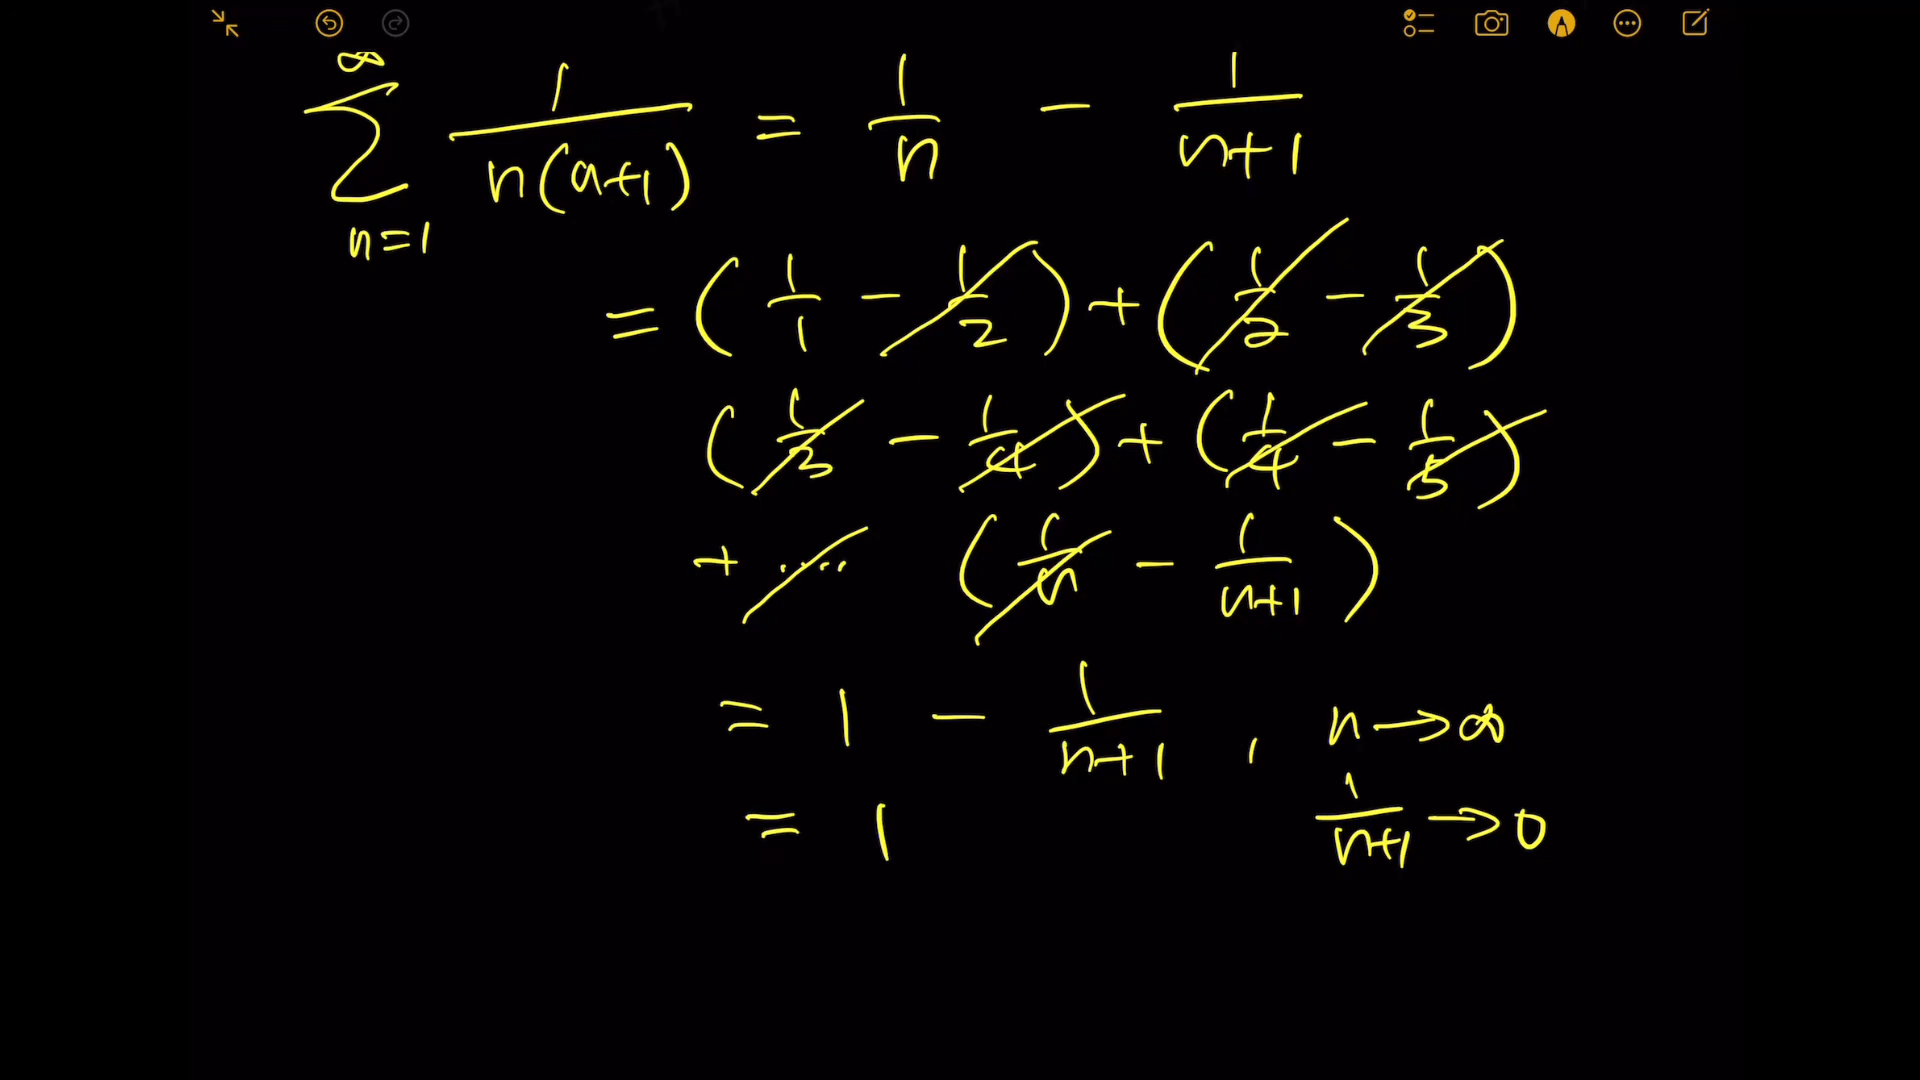 ∞
∑ 1/n(n+1) = 1/n - 1/n+1
n=1
= (1/1 - 1/2) + (1/2 - 1/3)
(1/3 - 1/4) + (1/4 - 1/5)
+ ..... (1/n - 1/n+1)
= 1 - 1/n+1 , n → ∞
= 1 1/n+1 → 0